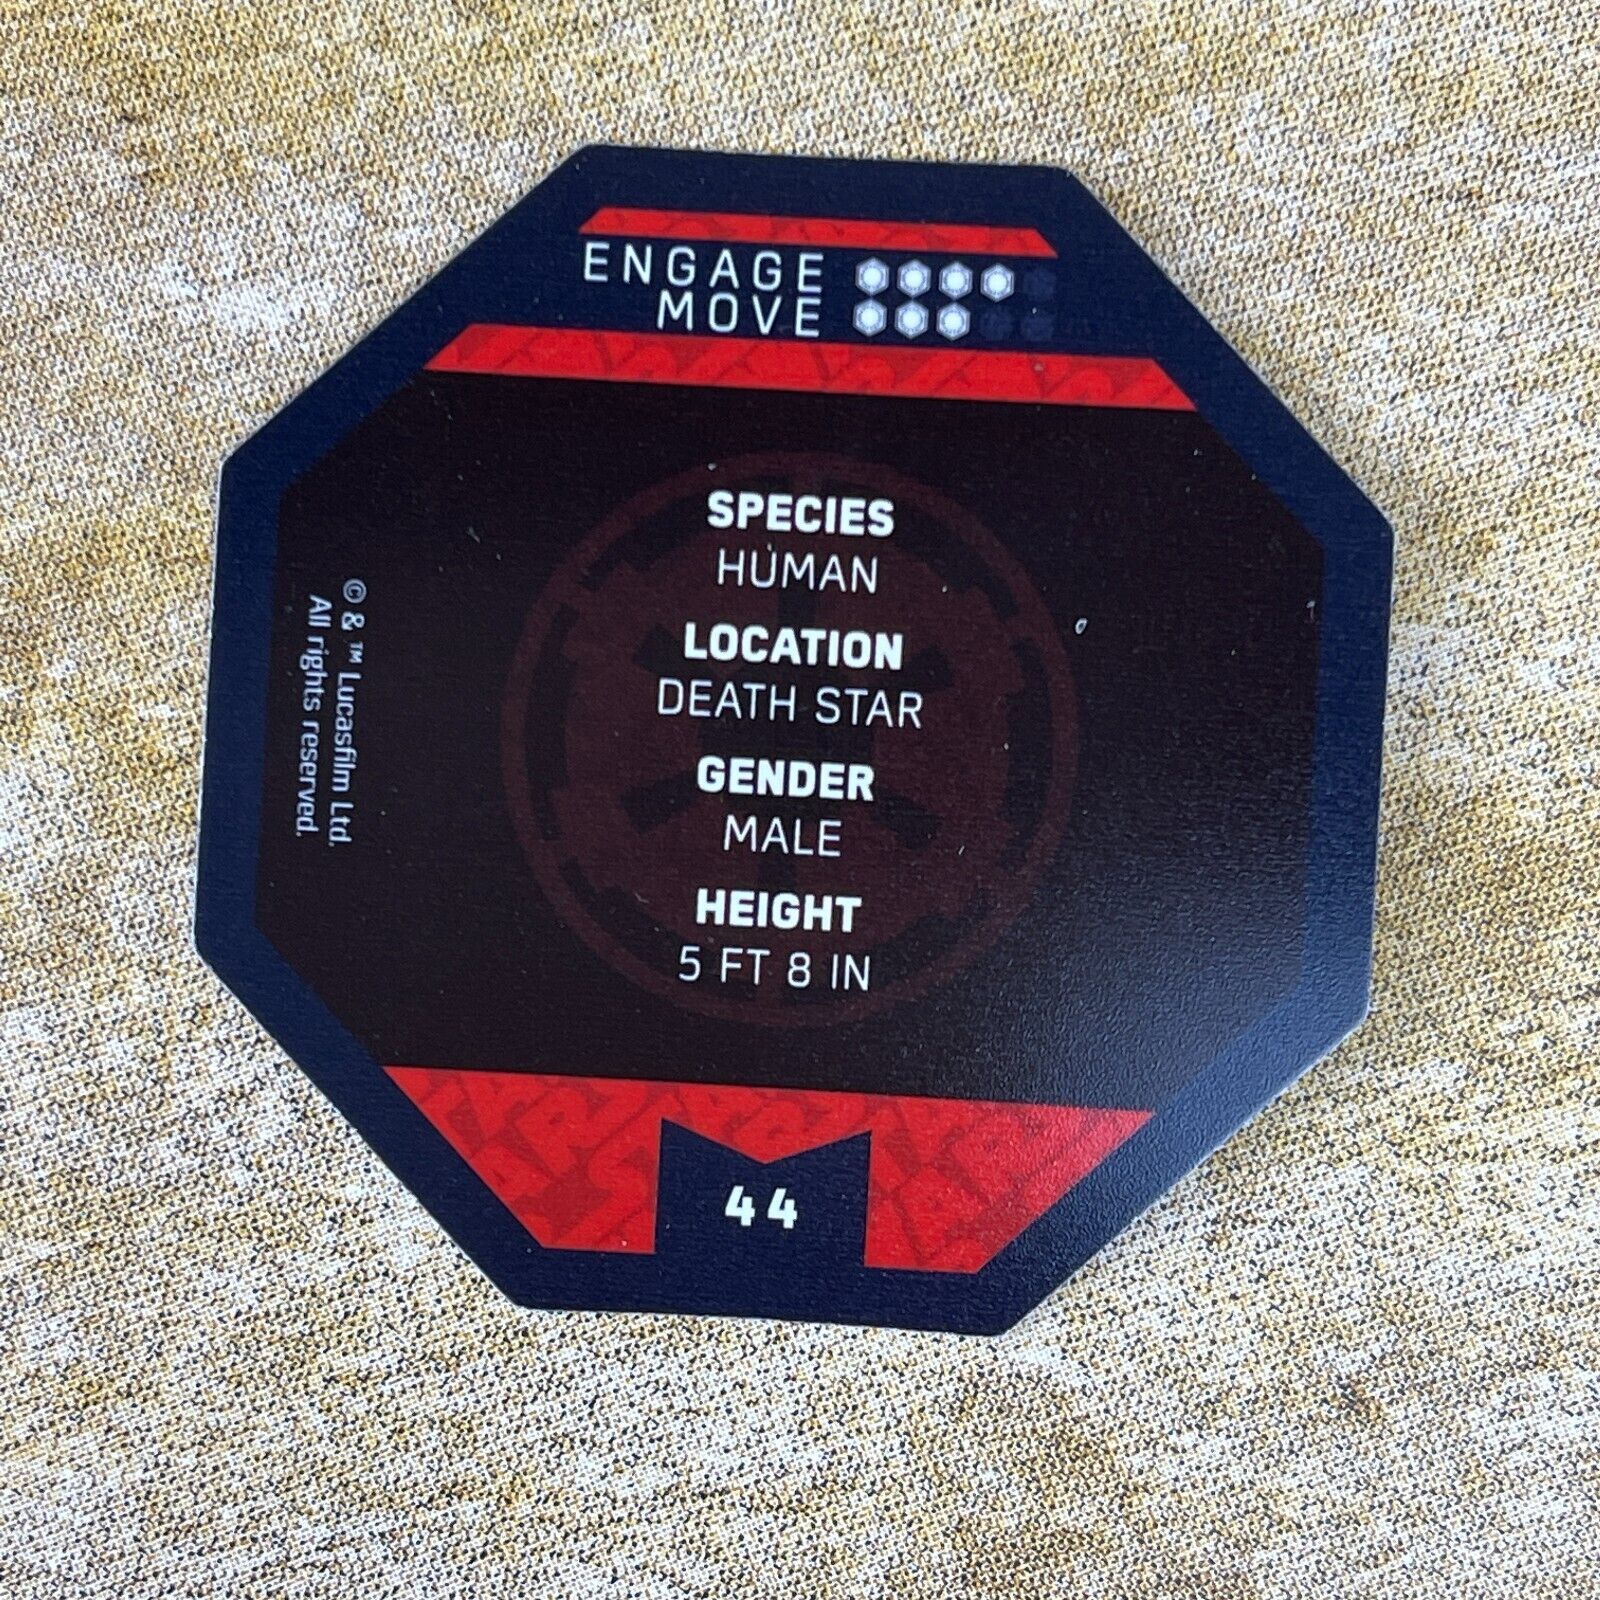 ENGAGE
MOVE
SPECIES
HUMAN
LOCATION
DEATH STAR
GENDER
MALE
HEIGHT
5 FT 8 IN
© & ™ Lucasfilm Ltd.
All rights reserved.
44